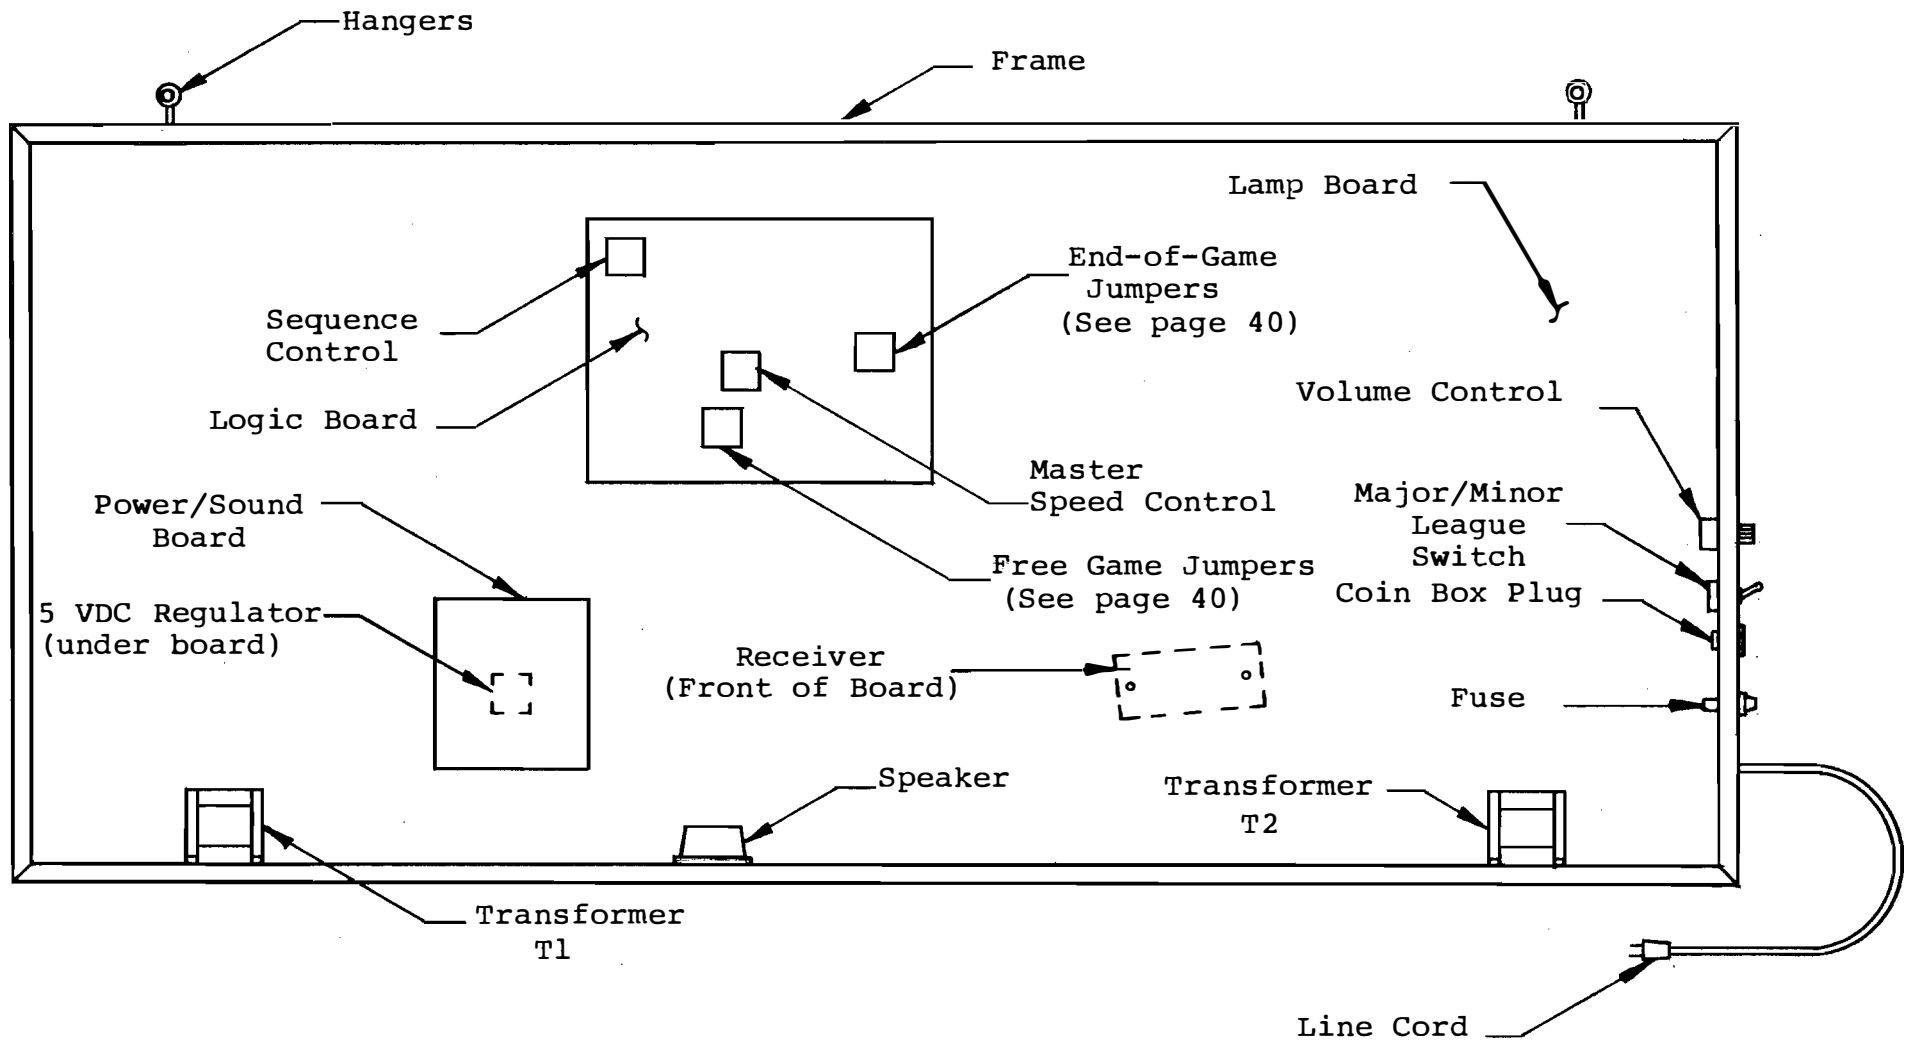 Hangers
Frame
Lamp Board
End-of-Game
Jumpers
(See page 40)
Sequence
Control
Volume Control
Logic Board
Master
Speed Control
Major/Minor
League
Switch
Power/Sound
Board
Free Game Jumpers
(See page 40)
Coin Box Plug
5 VDC Regulator
(under board)
Receiver
(Front of Board)
Fuse
Speaker
Transformer
T2
Transformer
T1
Line Cord